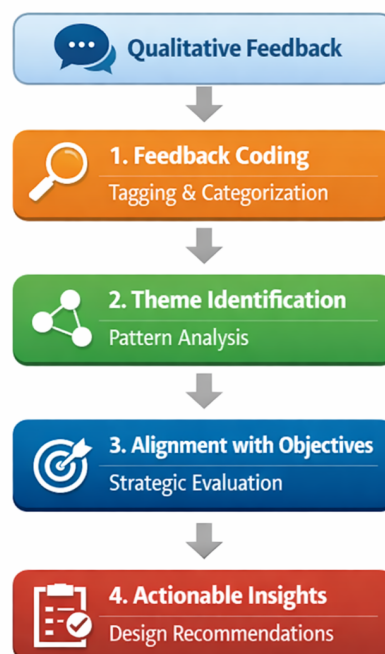 Qualitative Feedback
1. Feedback Coding
Tagging & Categorization
2. Theme Identification
Pattern Analysis
3. Alignment with Objectives
Strategic Evaluation
4. Actionable Insights
Design Recommendations